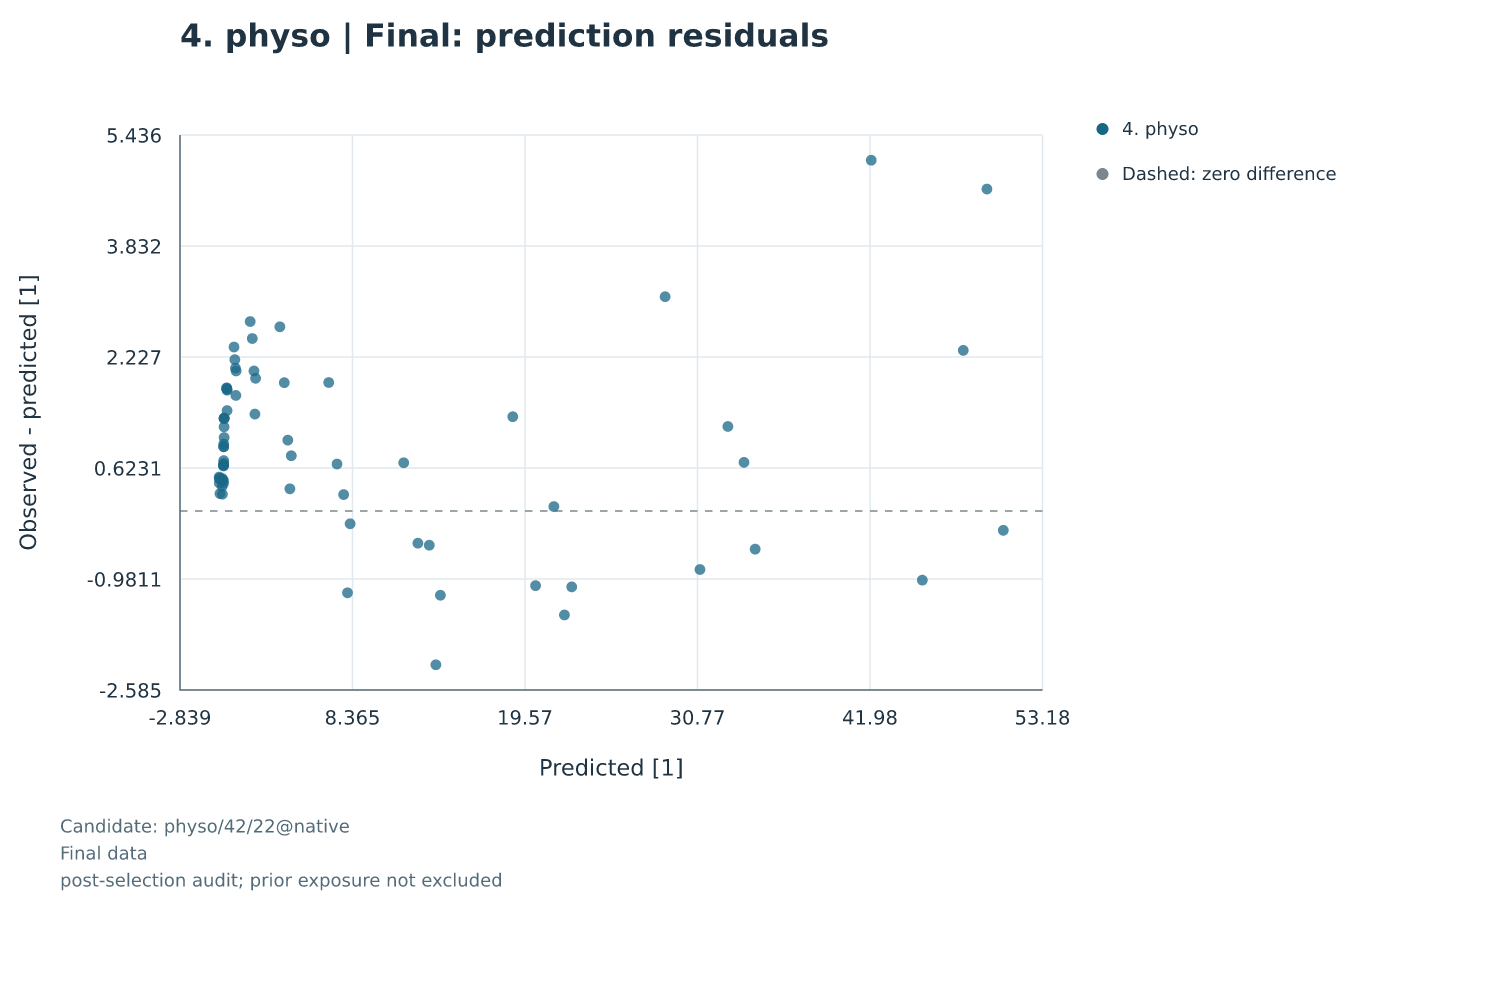 4. physo | Final: prediction residuals
5.436
3.832
2.227
0.6231
-0.9811
-2.585
Observed - predicted [1]
-2.839
8.365
19.57
30.77
41.98
53.18
Predicted [1]
4. physo
Dashed: zero difference
Candidate: physo/42/22@native
Final data
post-selection audit; prior exposure not excluded